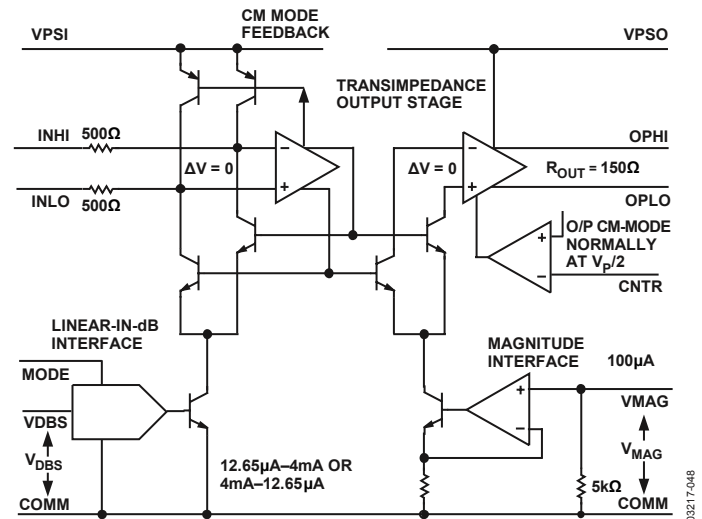 CM MODE
FEEDBACK
VPSI
VPSO
TRANSIMPEDANCE
OUTPUT STAGE
INHI 500Ω
OPHI
ΔV = 0
ΔV = 0
ROUT = 150Ω
INLO 500Ω
OPLO
O/P CM-MODE
NORMALLY
AT VP/2
CNTR
LINEAR-IN-dB
INTERFACE
MAGNITUDE
INTERFACE
100µA
MODE
VMAG
VDBS
VDBS
VMAG
12.65µA–4mA OR
4mA–12.65µA
5kΩ
COMM
COMM
03217-048
+
–
+
–
+
–
+
–